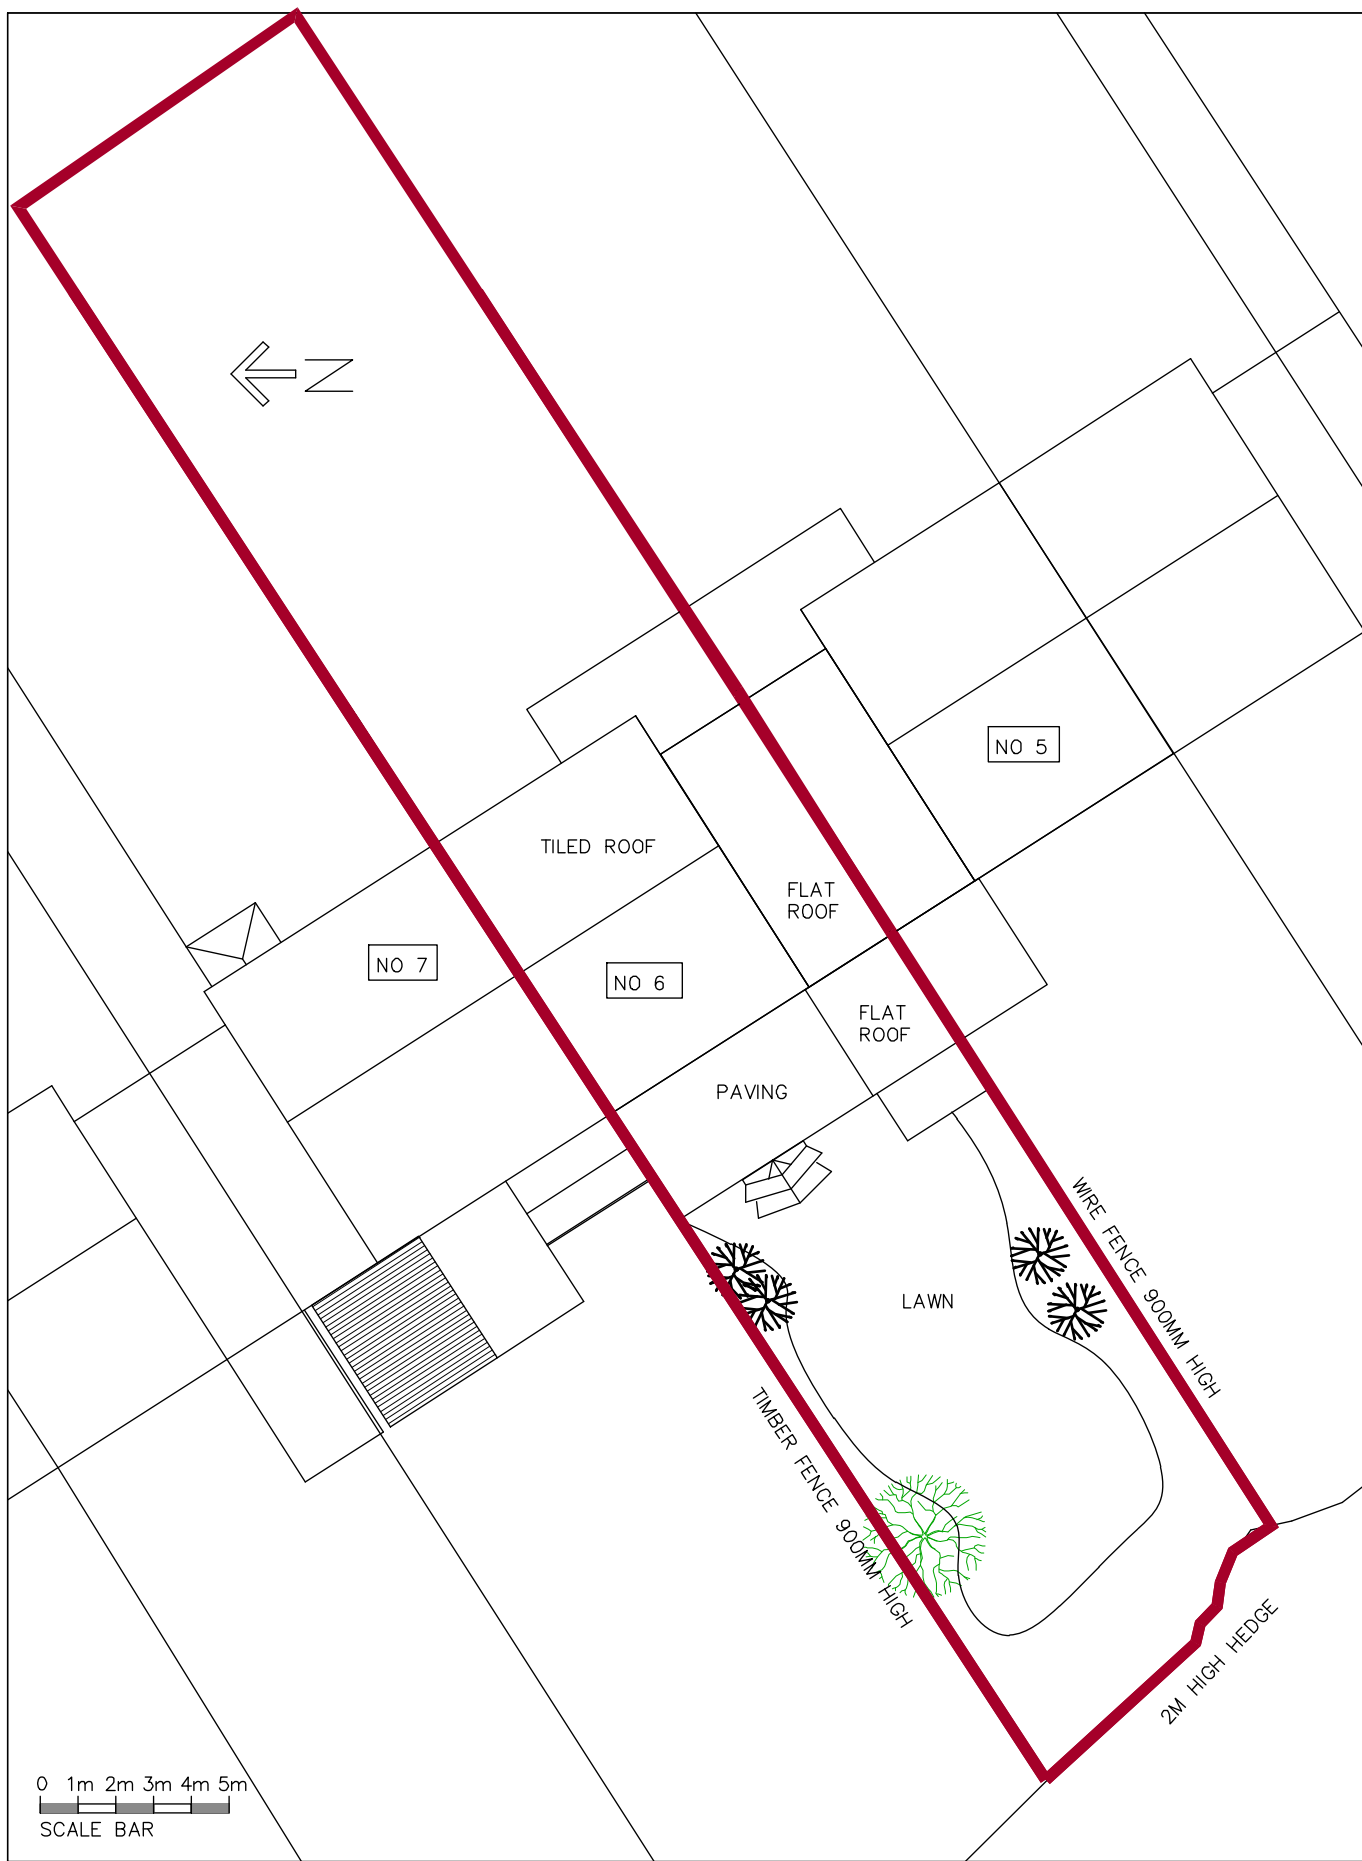 N
NO 5
TILED ROOF
FLAT
ROOF
NO 7
NO 6
FLAT
ROOF
PAVING
WIRE FENCE 900MM HIGH
LAWN
TIMBER FENCE 900MM HIGH
2M HIGH HEDGE
0 1m 2m 3m 4m 5m
SCALE BAR